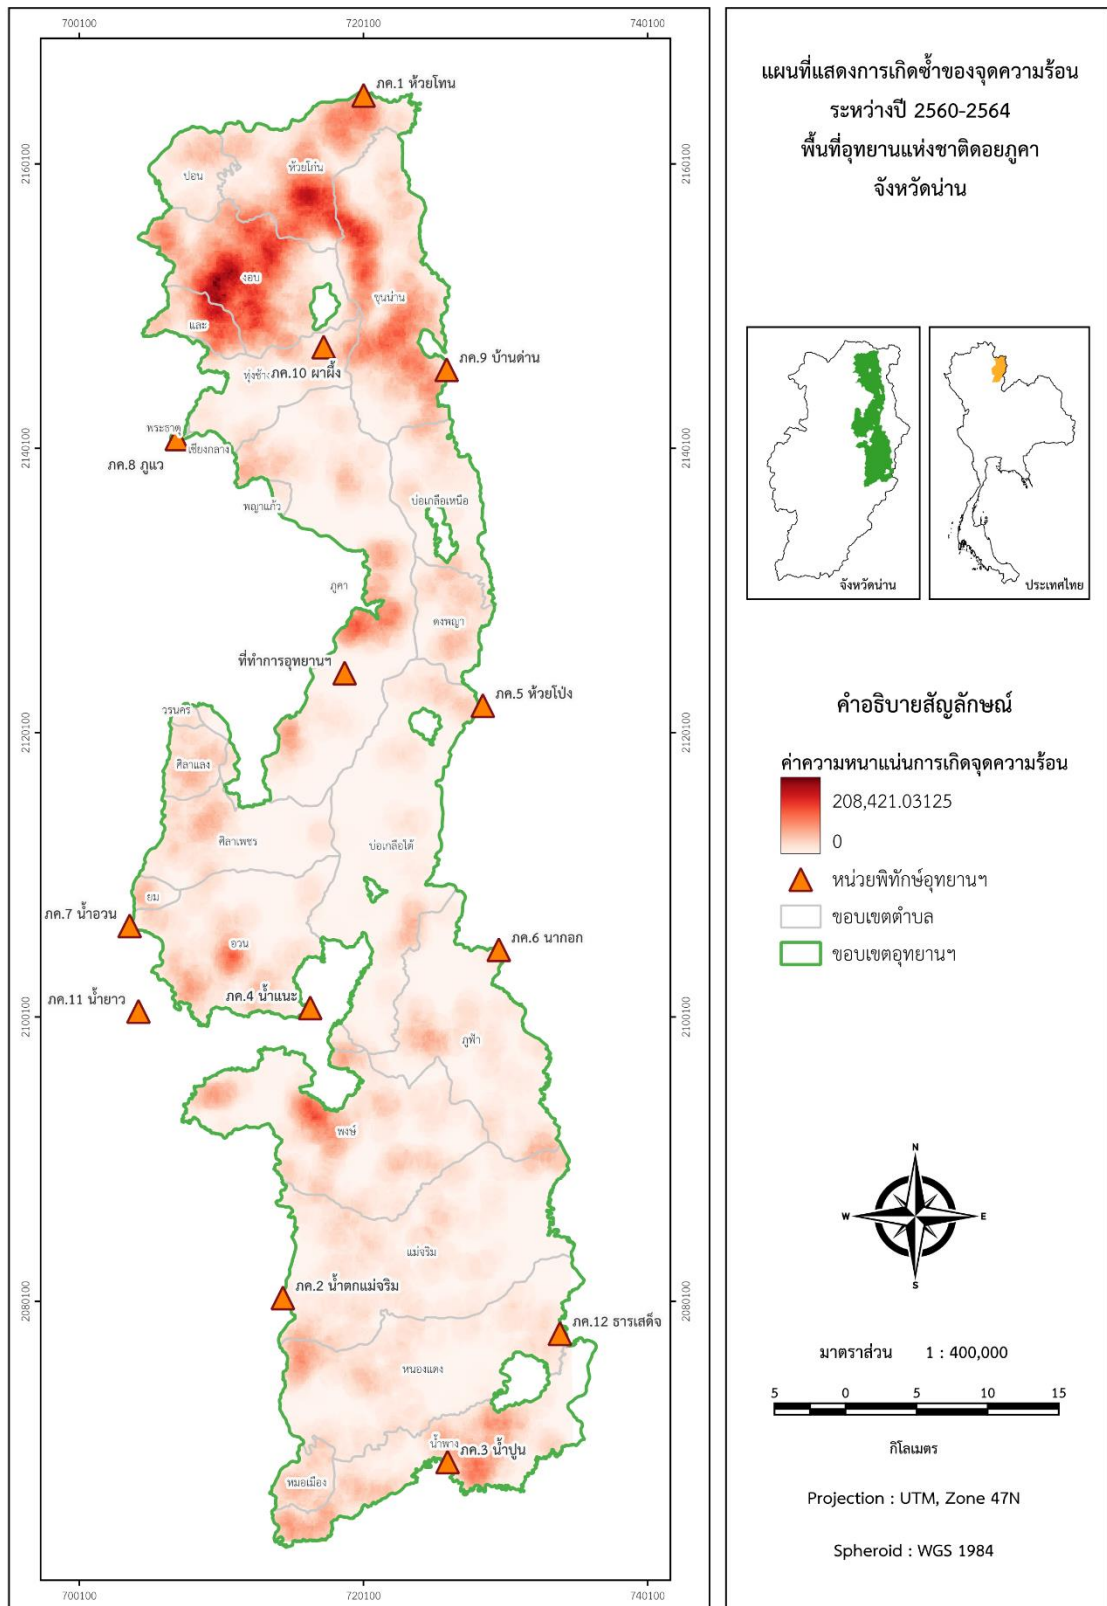 700100
720100
740100
2160100
2160100
2140100
2140100
2120100
2120100
2100100
2100100
2080100
2080100
700100
720100
740100
ภค.1 ห้วยโทน
ปอน
ห้วยโก๋น
งอบ
ขุนน่าน
และ
ทุ่งช้าง
ภค.10 ผาผึ้ง
ภค.9 บ้านด่าน
พระธาตุ
เชียงกลาง
ภค.8 ภูแว
พญาแก้ว
บ่อเกลือเหนือ
ภูคา
ดงพญา
ที่ทำการอุทยานฯ
ภค.5 ห้วยโป่ง
วรนคร
ศิลาแลง
ศิลาเพชร
บ่อเกลือใต้
ยม
ภค.7 น้ำอวน
อวน
ภค.6 นากอก
ภค.11 น้ำยาว
ภค.4 น้ำแนะ
ภูฟ้า
พงษ์
แม่จริม
ภค.2 น้ำตกแม่จริม
ภค.12 ธารเสด็จ
หนองแดง
น้ำพาง
ภค.3 น้ำปูน
หมอเมือง
แผนที่แสดงการเกิดซ้ำของจุดความร้อน
ระหว่างปี 2560-2564
พื้นที่อุทยานแห่งชาติดอยภูคา
จังหวัดน่าน
จังหวัดน่าน
ประเทศไทย
คำอธิบายสัญลักษณ์
ค่าความหนาแน่นการเกิดจุดความร้อน
208,421.03125
0
หน่วยพิทักษ์อุทยานฯ
ขอบเขตตำบล
ขอบเขตอุทยานฯ
N
W
E
S
มาตราส่วน 1 : 400,000
5 0 5 10 15
กิโลเมตร
Projection : UTM, Zone 47N
Spheroid : WGS 1984